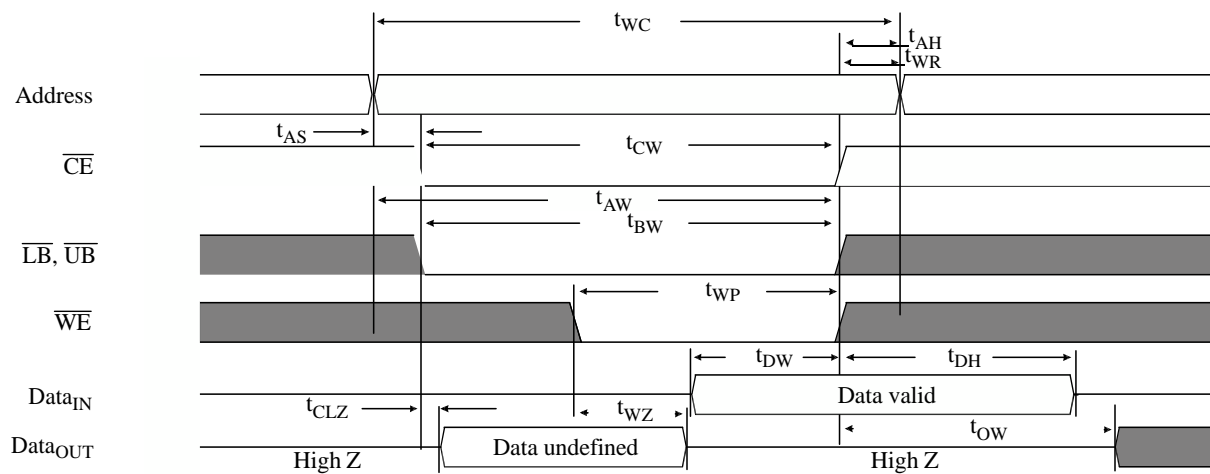 tWC
tAH
tWR
Address
tAS
tCW
CE
tAW
tBW
LB, UB
tWP
WE
tDW
tDH
DataIN
Data valid
tCLZ
tWZ
tOW
DataOUT
Data undefined
High Z
High Z